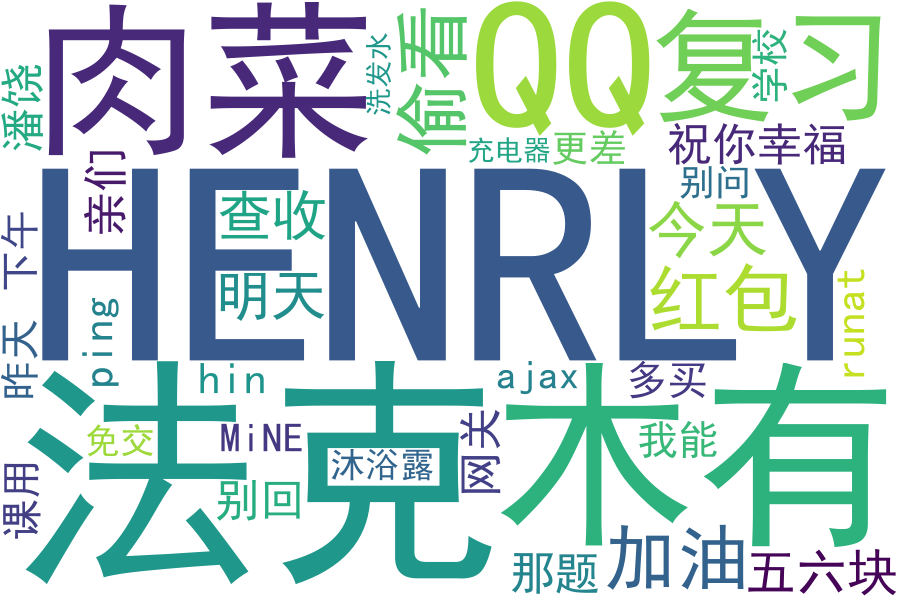 肉菜
偷看
洗发水
QQ
复习
学校
潘饶
充电器
更差
祝你幸福
亲们
HENRLY
查收
别问
今天
下午
明天
红包
昨天
ping
runat
法克
木有
hin
ajax
多买
免交
MiNE
沐浴露
网关
我能
课用
别回
那题
加油
五六块